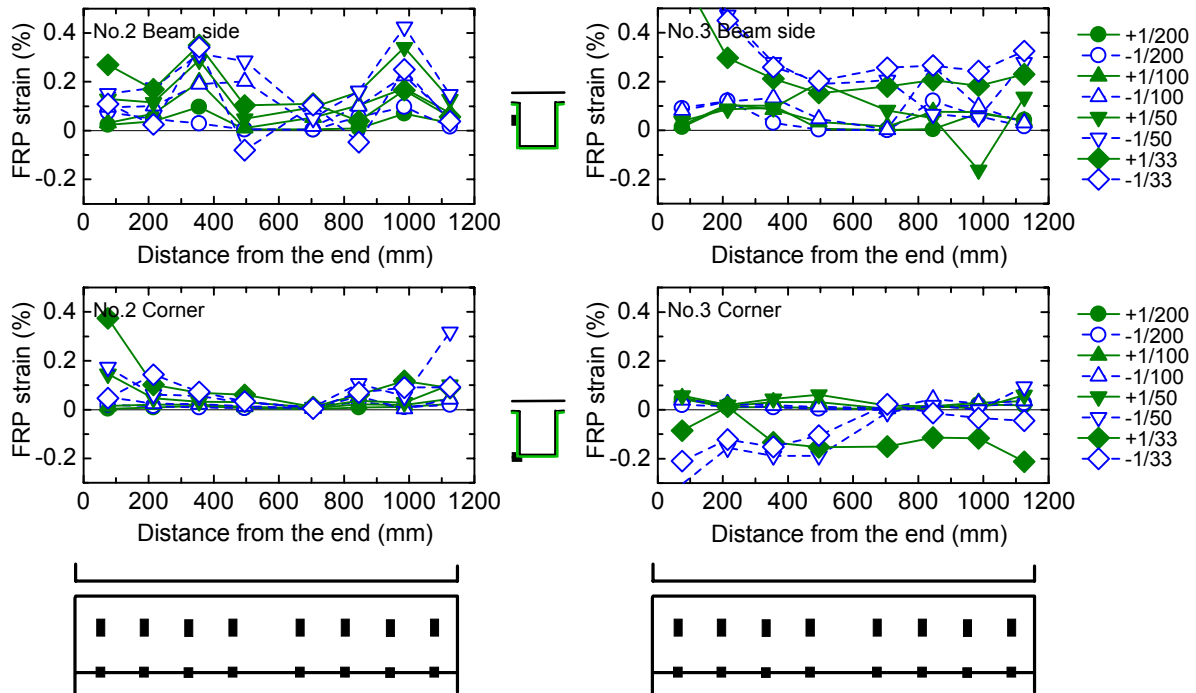 No.2 Beam side
FRP strain (%)
0.4
0.2
0
-0.2
0 200 400 600 800 1000 1200
Distance from the end (mm)
No.3 Beam side
FRP strain (%)
0.4
0.2
0
-0.2
0 200 400 600 800 1000 1200
Distance from the end (mm)
+1/200
-1/200
+1/100
-1/100
+1/50
-1/50
+1/33
-1/33
No.2 Corner
FRP strain (%)
0.4
0.2
0
-0.2
0 200 400 600 800 1000 1200
Distance from the end (mm)
No.3 Corner
FRP strain (%)
0.4
0.2
0
-0.2
0 200 400 600 800 1000 1200
Distance from the end (mm)
+1/200
-1/200
+1/100
-1/100
+1/50
-1/50
+1/33
-1/33